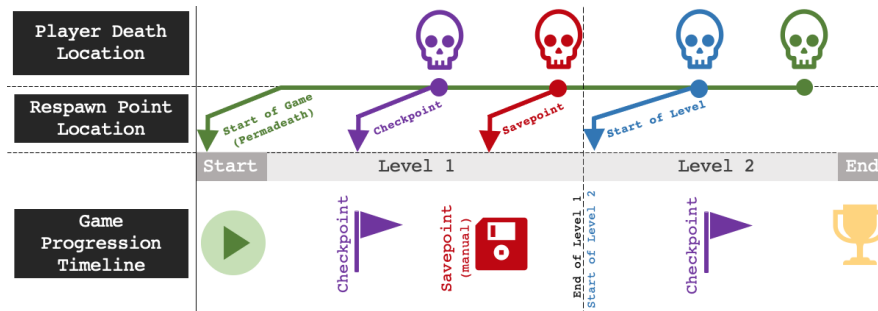 Player Death
Location
Respawn Point
Location
Start of Game
(Permadeath)
Checkpoint
Savepoint
Start of Level
Start
Level 1
Level 2
End
Game
Progression
Timeline
Checkpoint
Savepoint
(manual)
End of Level 1
Start of Level 2
Checkpoint